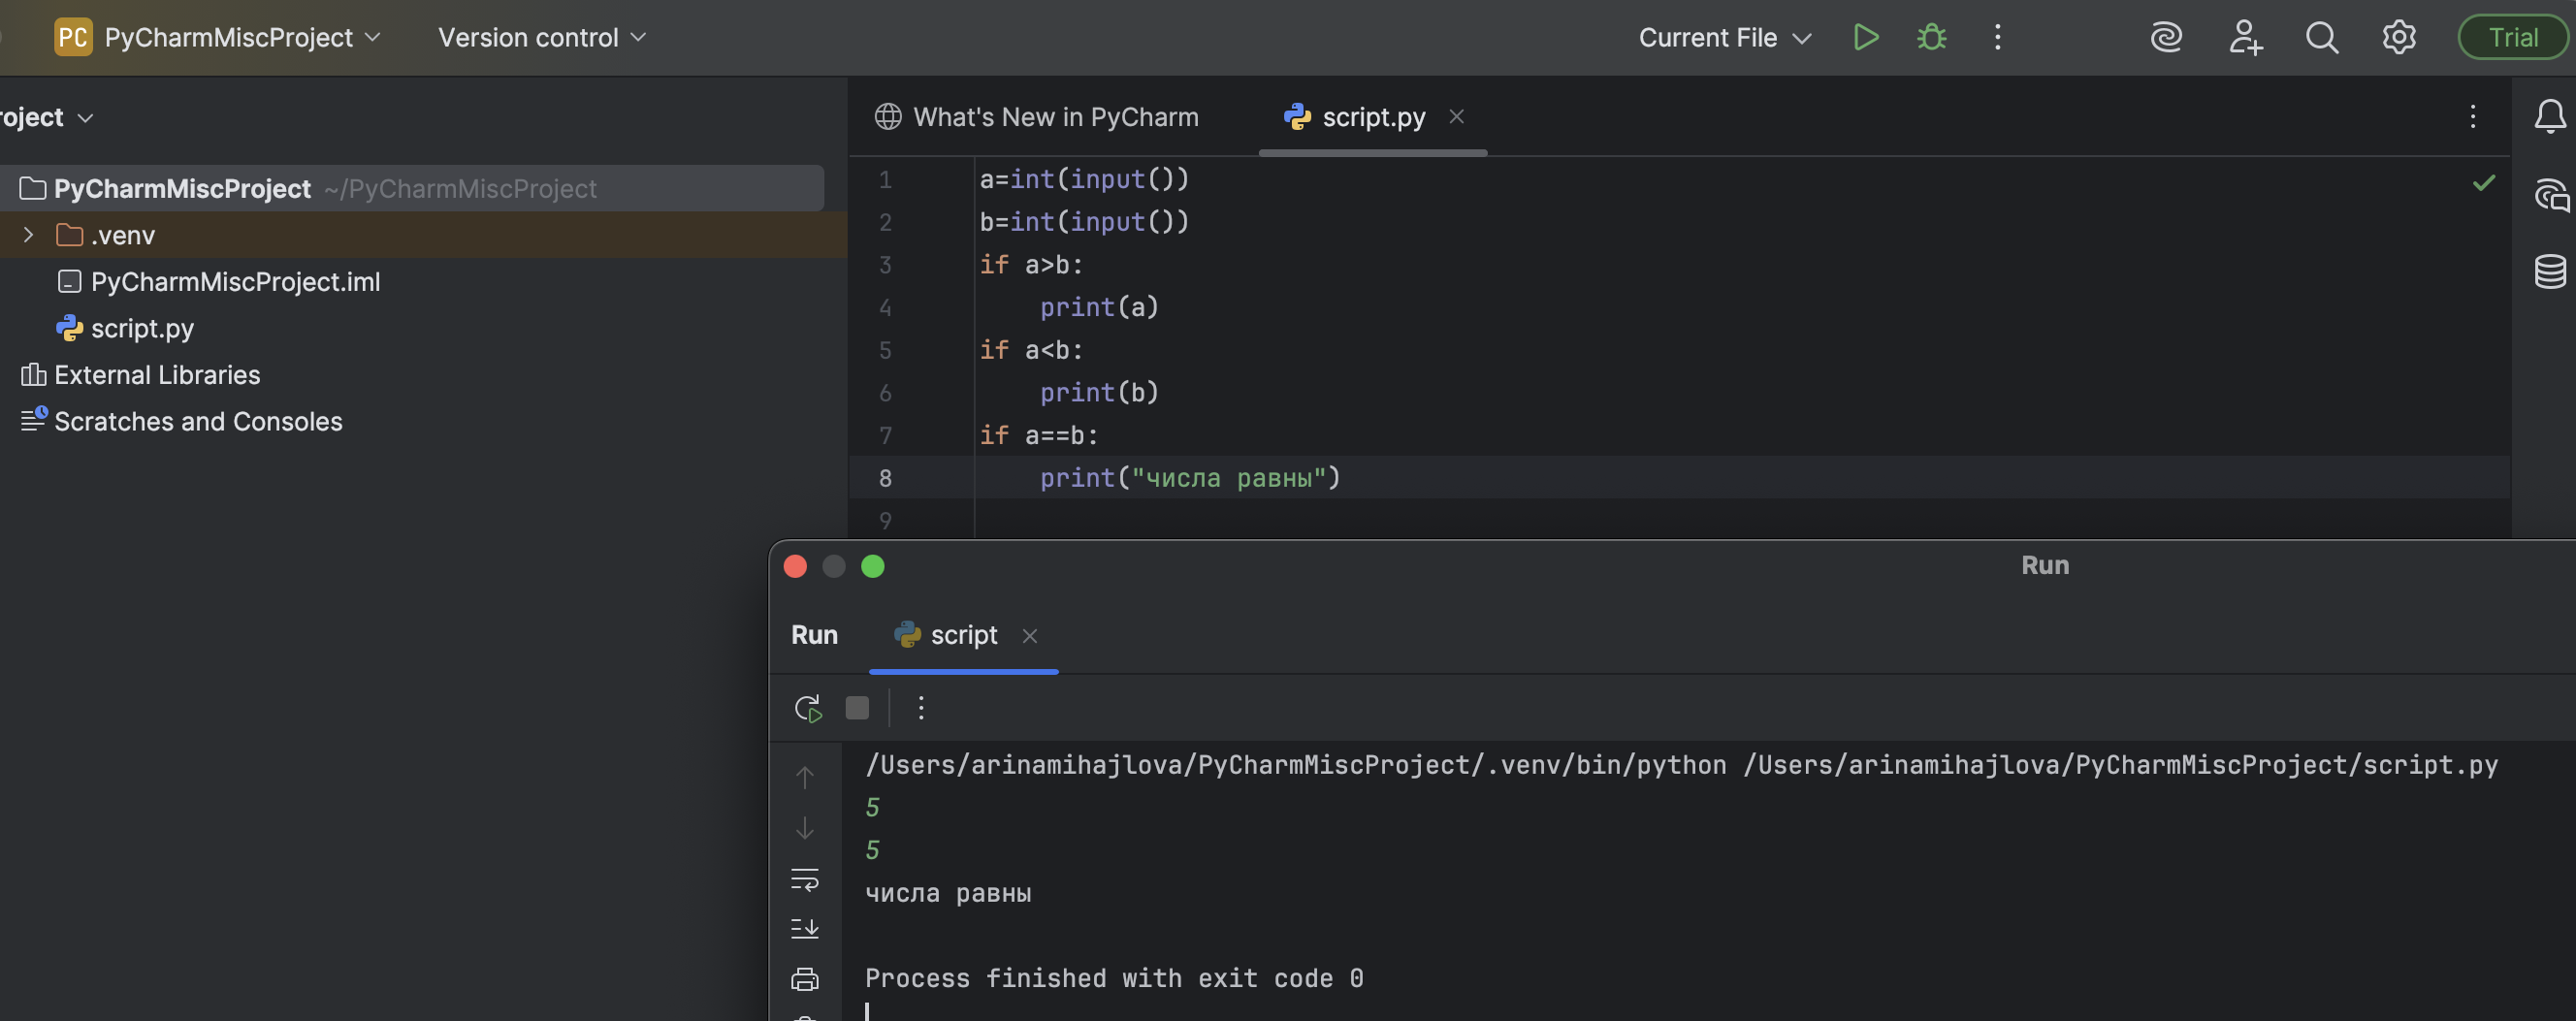 PC PyCharmMiscProject Version control Current File Trial
roject
What's New in PyCharm script.py
PyCharmMiscProject ~/PyCharmMiscProject
.venv
PyCharmMiscProject.iml
script.py
External Libraries
Scratches and Consoles
1 a=int(input())
2 b=int(input())
3 if a>b:
4 print(a)
5 if a<b:
6 print(b)
7 if a==b:
8 print("числа равны")
9
Run
Run script
/Users/arinamihajlova/PyCharmMiscProject/.venv/bin/python /Users/arinamihajlova/PyCharmMiscProject/script.py
5
5
числа равны
Process finished with exit code 0